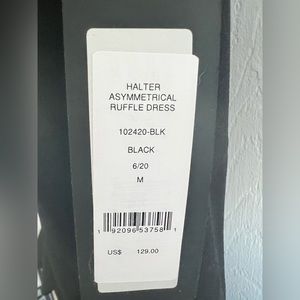 HALTER
ASYMMETRICAL
RUFFLE DRESS
102420-BLK
BLACK
6/20
M
1 92096 53758 1
US$ 129.00